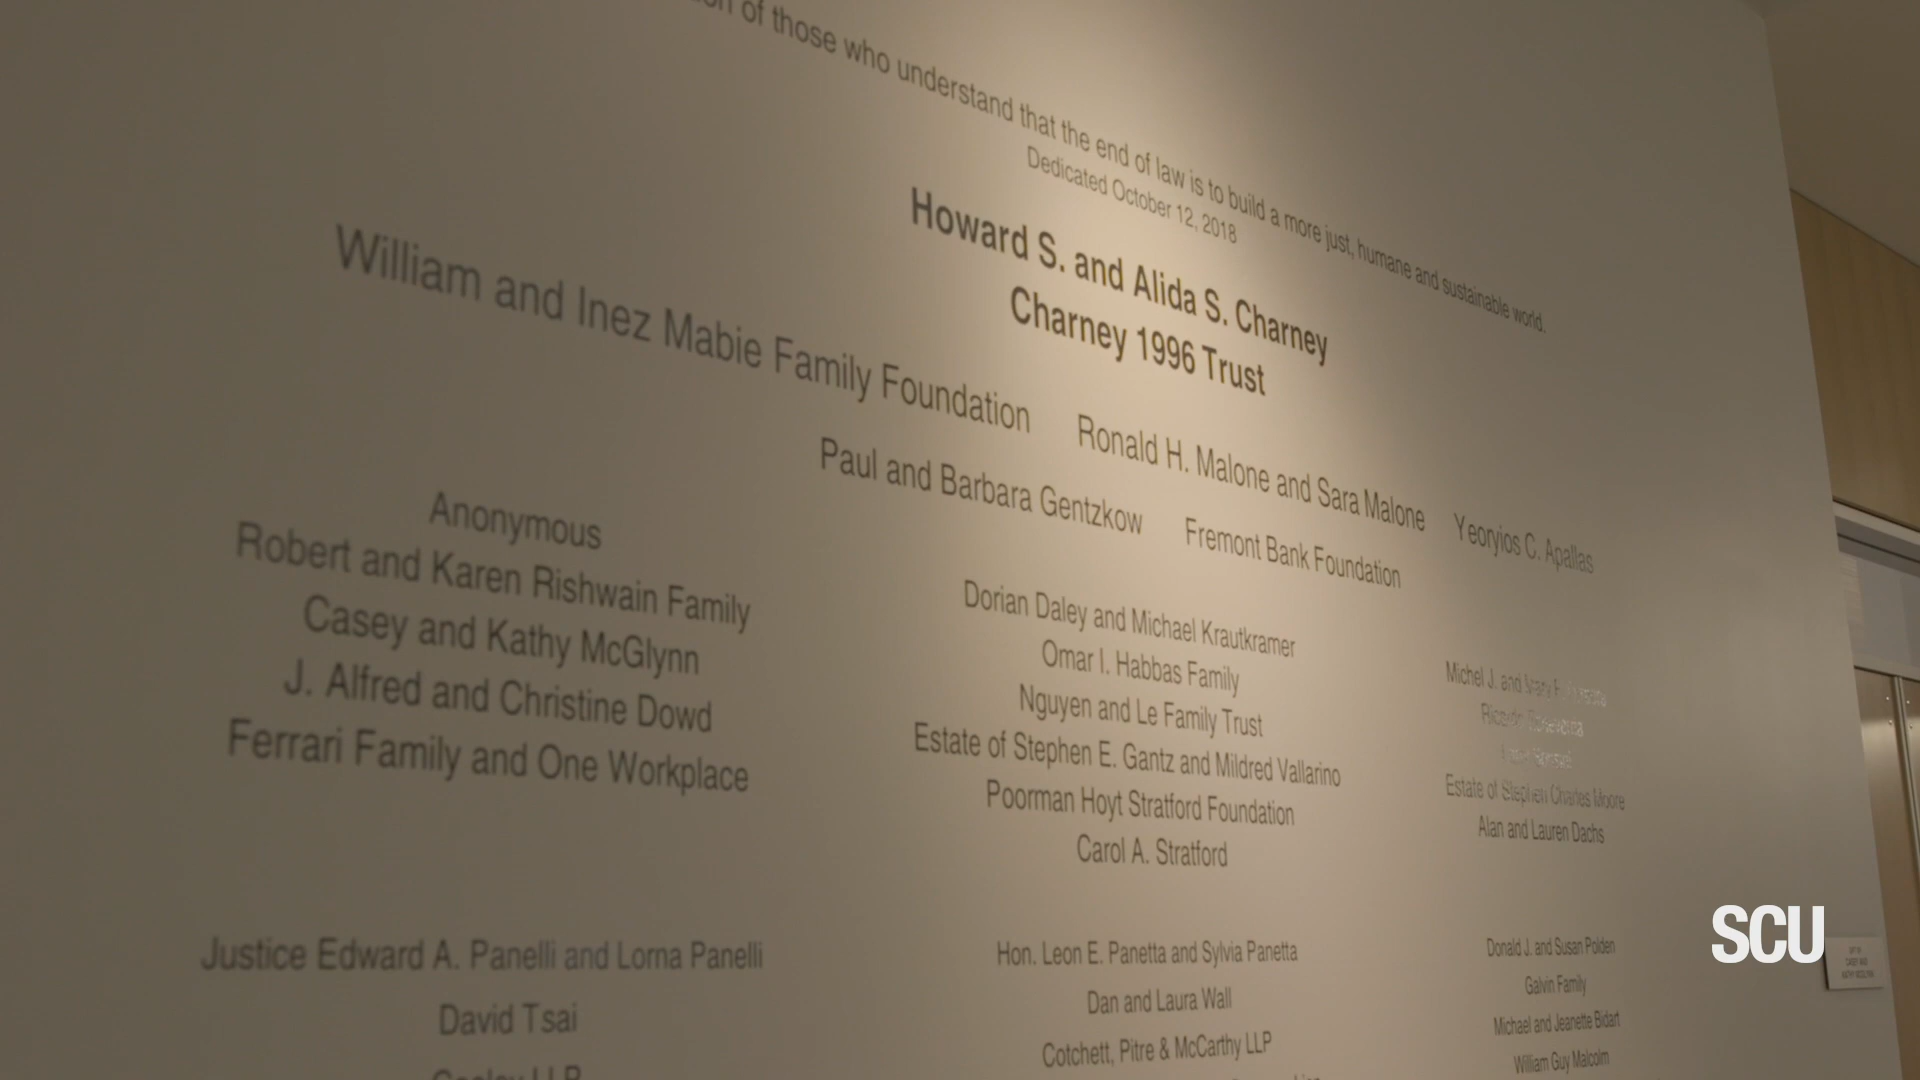 of those who understand that the end of law is to build a more just, humane and sustainable world.
Dedicated October 12, 2018
Howard S. and Alida S. Charney
Charney 1996 Trust
William and Inez Mabie Family Foundation Ronald H. Malone and Sara Malone Yeoryios C. Apallas
Paul and Barbara Gentzkow Fremont Bank Foundation
Anonymous
Robert and Karen Rishwain Family
Casey and Kathy McGlynn
J. Alfred and Christine Dowd
Ferrari Family and One Workplace
Dorian Daley and Michael Krautkramer
Omar I. Habbas Family
Nguyen and Le Family Trust
Estate of Stephen E. Gantz and Mildred Vallarino
Poorman Hoyt Stratford Foundation
Carol A. Stratford
Michel J. and Mary F.
Estate of Stephen Charles Moore
Alan and Lauren Dachs
Justice Edward A. Panelli and Lorna Panelli
David Tsai
Cooley LLP
Hon. Leon E. Panetta and Sylvia Panetta
Dan and Laura Wall
Cotchett, Pitre & McCarthy LLP
Donald J. and Susan Polden
Galvin Family
Michael and Jeanette Bidart
William Guy Malcolm
SCU